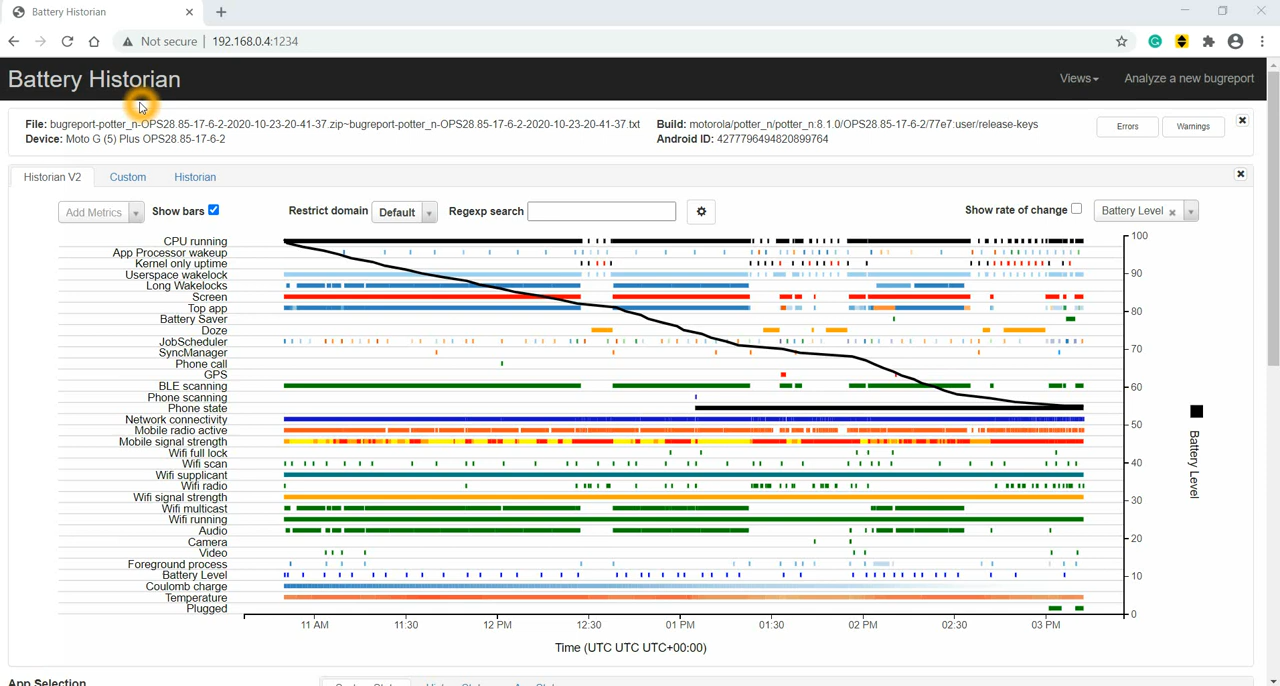 Battery Historian
Not secure | 192.168.0.4:1234
Battery Historian
Views
Analyze a new bugreport
File: bugreport-potter_n-OPS28.85-17-6-2-2020-10-23-20-41-37.zip~bugreport-potter_n-OPS28.85-17-6-2-2020-10-23-20-41-37.txt
Device: Moto G (5) Plus OPS28.85-17-6-2
Build: motorola/potter_n/potter_n:8.1.0/OPS28.85-17-6-2/77e7:user/release-keys
Android ID: 4277796494820899764
Errors
Warnings
Historian V2
Custom
Historian
Add Metrics
Show bars
Restrict domain
Default
Regexp search
Show rate of change
Battery Level
CPU running
App Processor wakeup
Kernel only uptime
Userspace wakelock
Long Wakelocks
Screen
Top app
Battery Saver
Doze
JobScheduler
SyncManager
Phone call
GPS
BLE scanning
Phone scanning
Phone state
Network connectivity
Mobile radio active
Mobile signal strength
Wifi full lock
Wifi scan
Wifi supplicant
Wifi radio
Wifi signal strength
Wifi multicast
Wifi running
Audio
Camera
Video
Foreground process
Battery Level
Coulomb charge
Temperature
Plugged
100
90
80
70
60
50
40
30
20
10
0
Battery Level
11 AM
11:30
12 PM
12:30
01 PM
01:30
02 PM
02:30
03 PM
Time (UTC UTC UTC+00:00)
App Selection